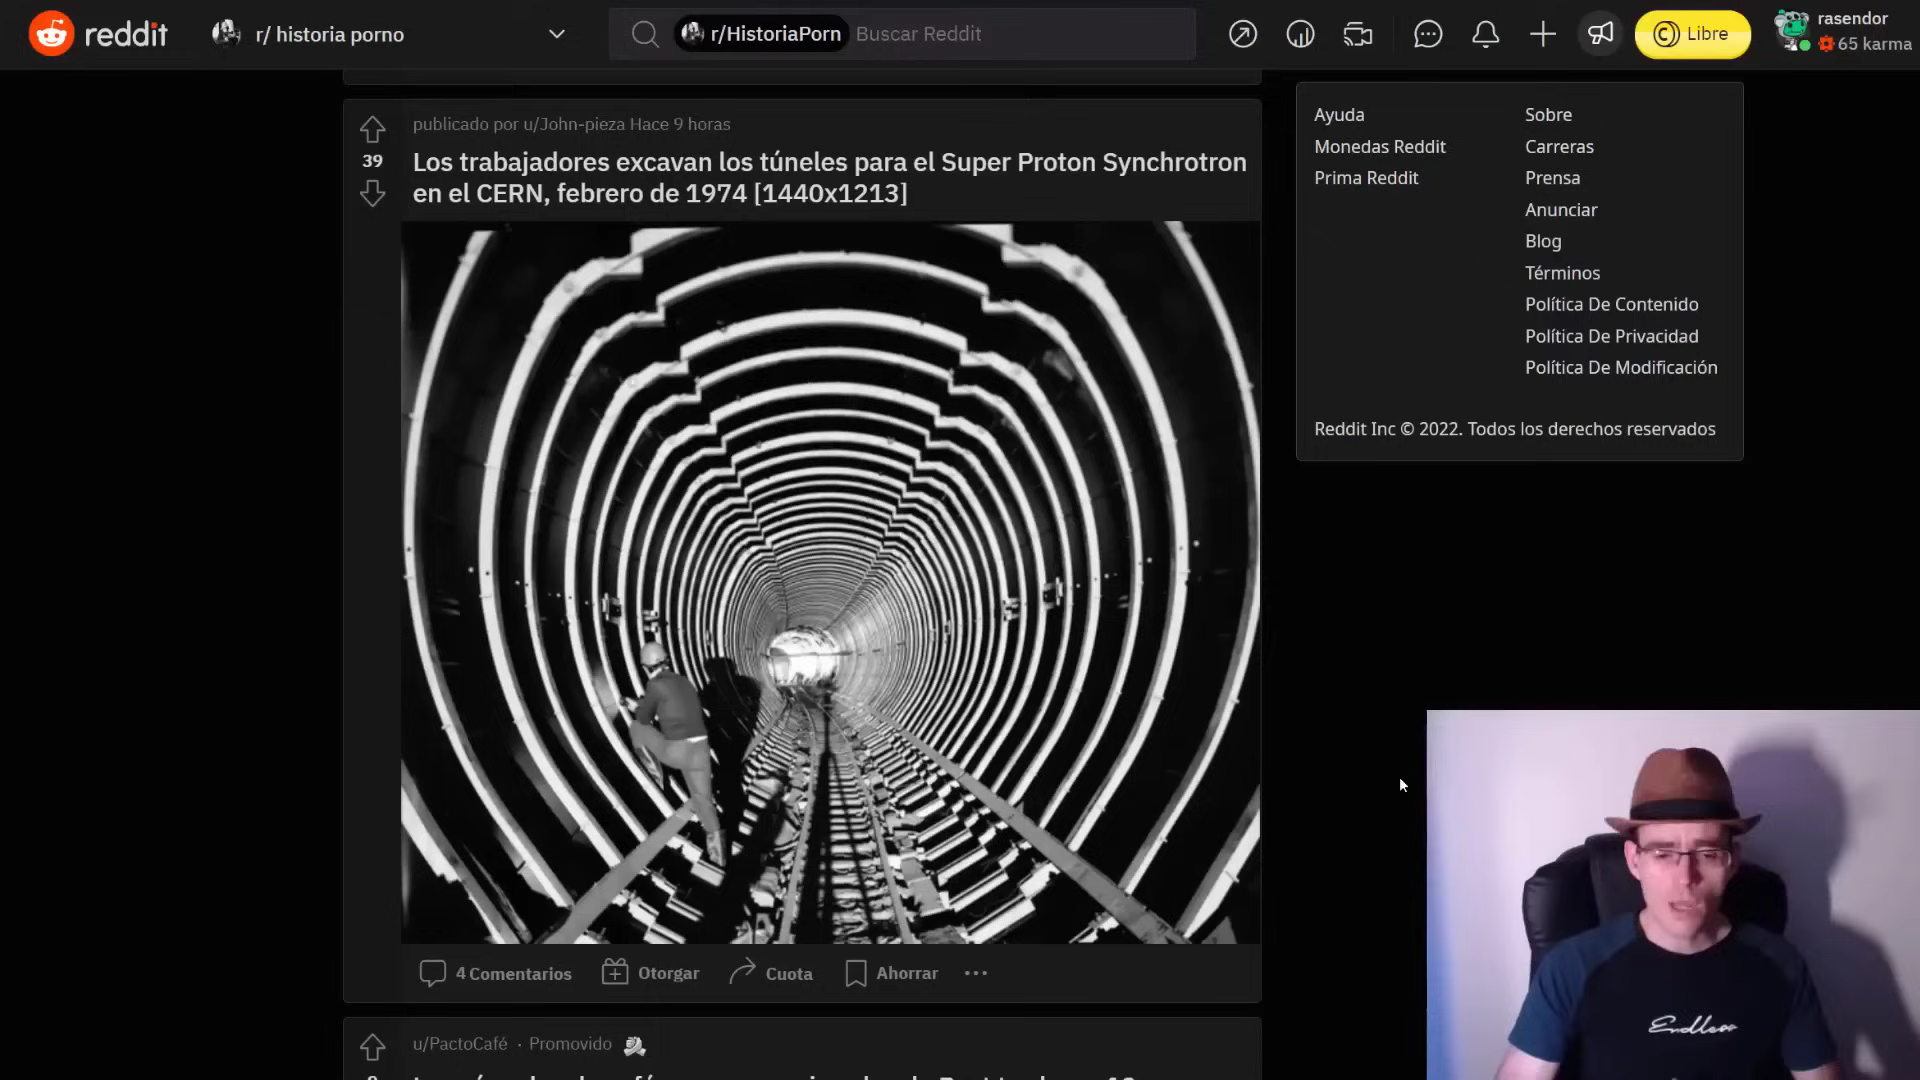 reddit
r/ historia porno
r/HistoriaPorn
Buscar Reddit
Libre
rasendor
65 karma
publicado por u/John-pieza Hace 9 horas
39
Los trabajadores excavan los túneles para el Super Proton Synchrotron
en el CERN, febrero de 1974 [1440x1213]
4 Comentarios
Otorgar
Cuota
Ahorrar
u/PactoCafé · Promovido
Ayuda
Monedas Reddit
Prima Reddit
Sobre
Carreras
Prensa
Anunciar
Blog
Términos
Política De Contenido
Política De Privacidad
Política De Modificación
Reddit Inc © 2022. Todos los derechos reservados
Endless